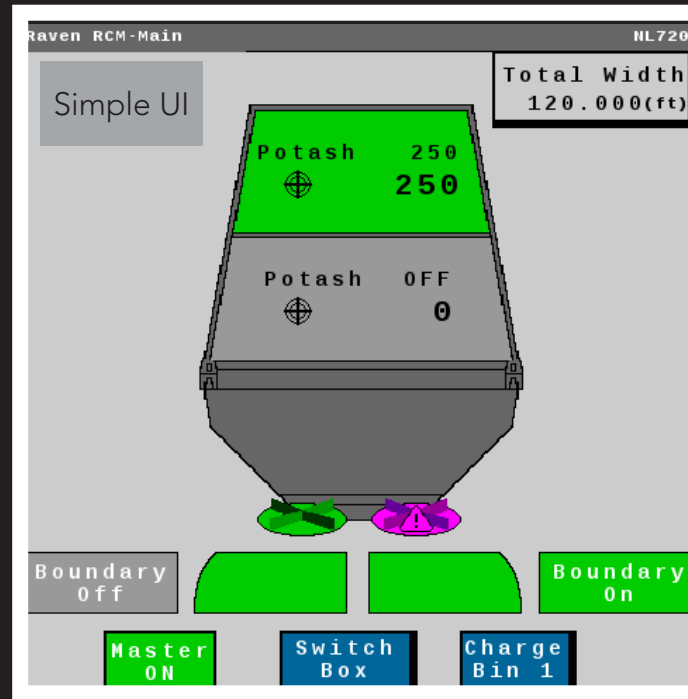 Raven RCM-Main NL720
Simple UI
Total Width
120.000(ft)
Potash 250
250
Potash OFF
0
!
Boundary
Off
Boundary
On
Master
ON
Switch
Box
Charge
Bin 1